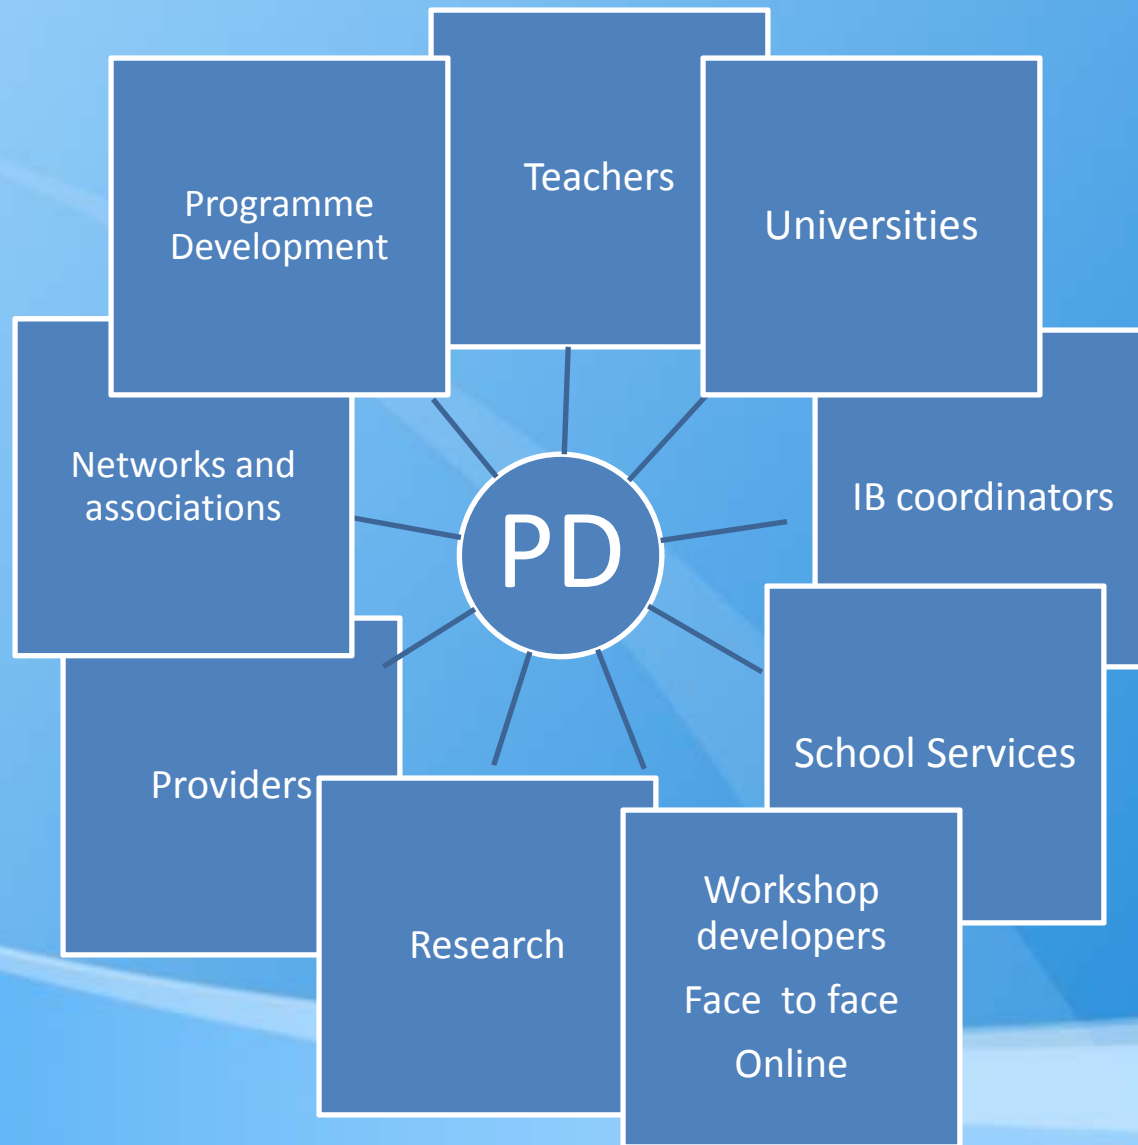 Teachers
Programme
Development
Universities
Networks and
associations
IB coordinators
PD
School Services
Providers
Research
Workshop
developers
Face to face
Online